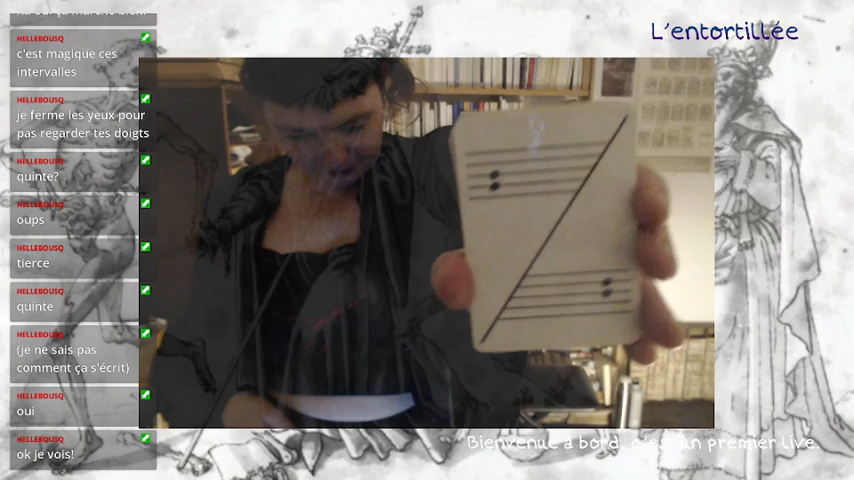 L'entortillée
HELLEBOUSQ
c'est magique ces
intervalles
HELLEBOUSQ
je ferme les yeux pour
pas regarder tes doigts
HELLEBOUSQ
quinte?
HELLEBOUSQ
oups
HELLEBOUSQ
tierce
HELLEBOUSQ
quinte
HELLEBOUSQ
(je ne sais pas
comment ça s'écrit)
HELLEBOUSQ
oui
HELLEBOUSQ
ok je vois!
Bienvenue à bord, c'est un premier live.